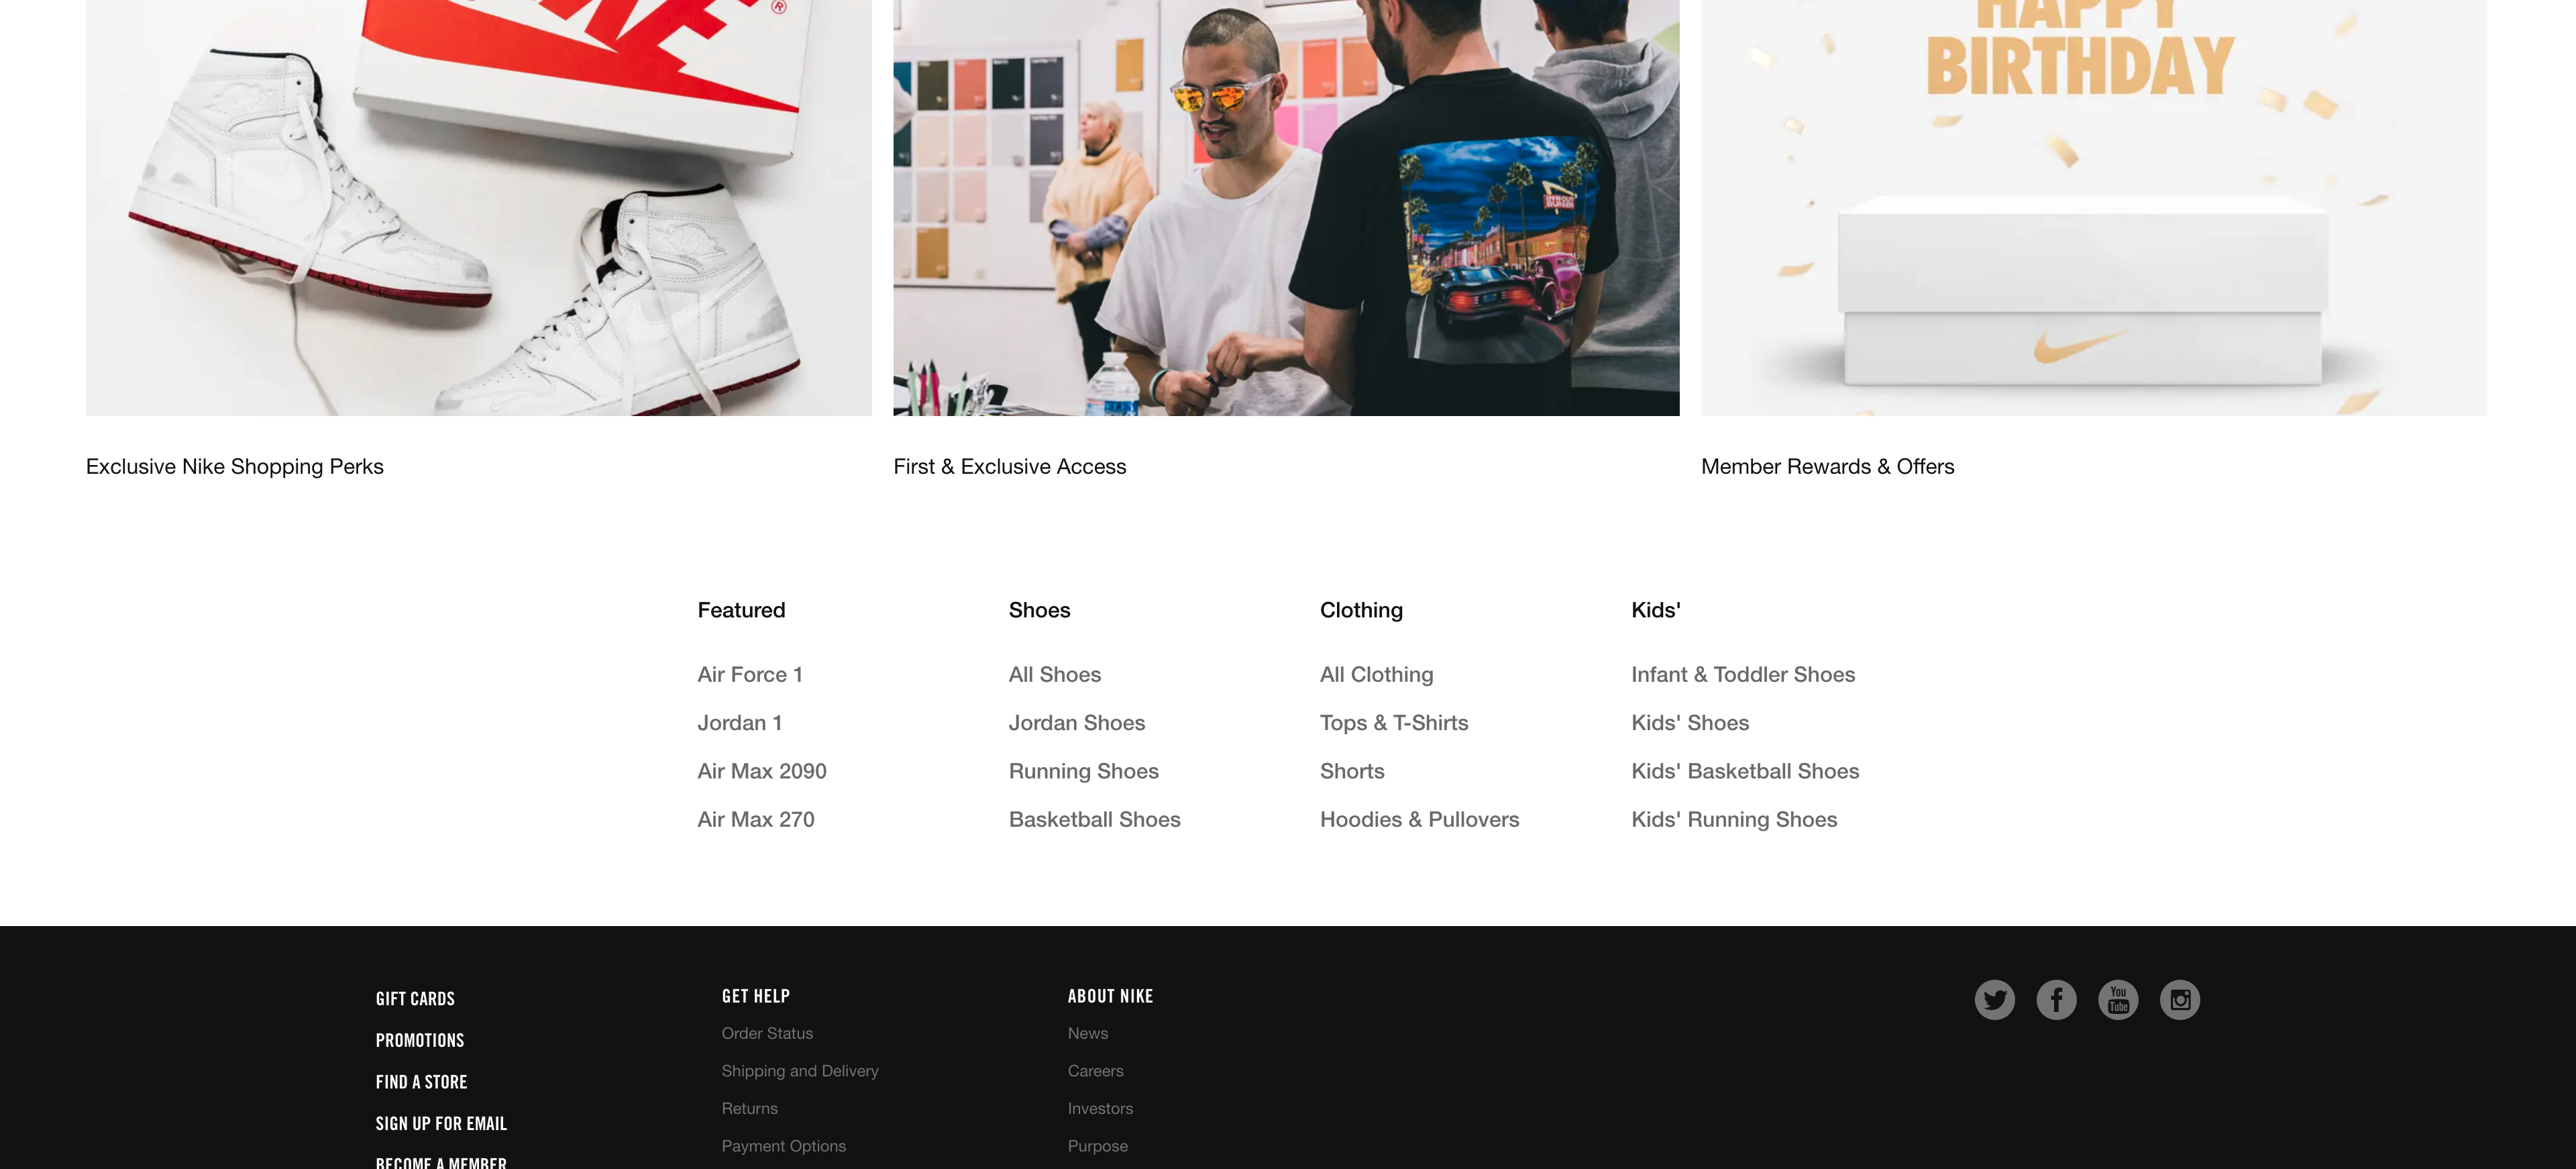 ®
HAPPY
BIRTHDAY
IN-N-OUT
BURGER
Exclusive Nike Shopping Perks
First & Exclusive Access
Member Rewards & Offers
Featured
Air Force 1
Jordan 1
Air Max 2090
Air Max 270
Shoes
All Shoes
Jordan Shoes
Running Shoes
Basketball Shoes
Clothing
All Clothing
Tops & T-Shirts
Shorts
Hoodies & Pullovers
Kids'
Infant & Toddler Shoes
Kids' Shoes
Kids' Basketball Shoes
Kids' Running Shoes
GIFT CARDS
PROMOTIONS
FIND A STORE
SIGN UP FOR EMAIL
BECOME A MEMBER
GET HELP
Order Status
Shipping and Delivery
Returns
Payment Options
ABOUT NIKE
News
Careers
Investors
Purpose
You
Tube